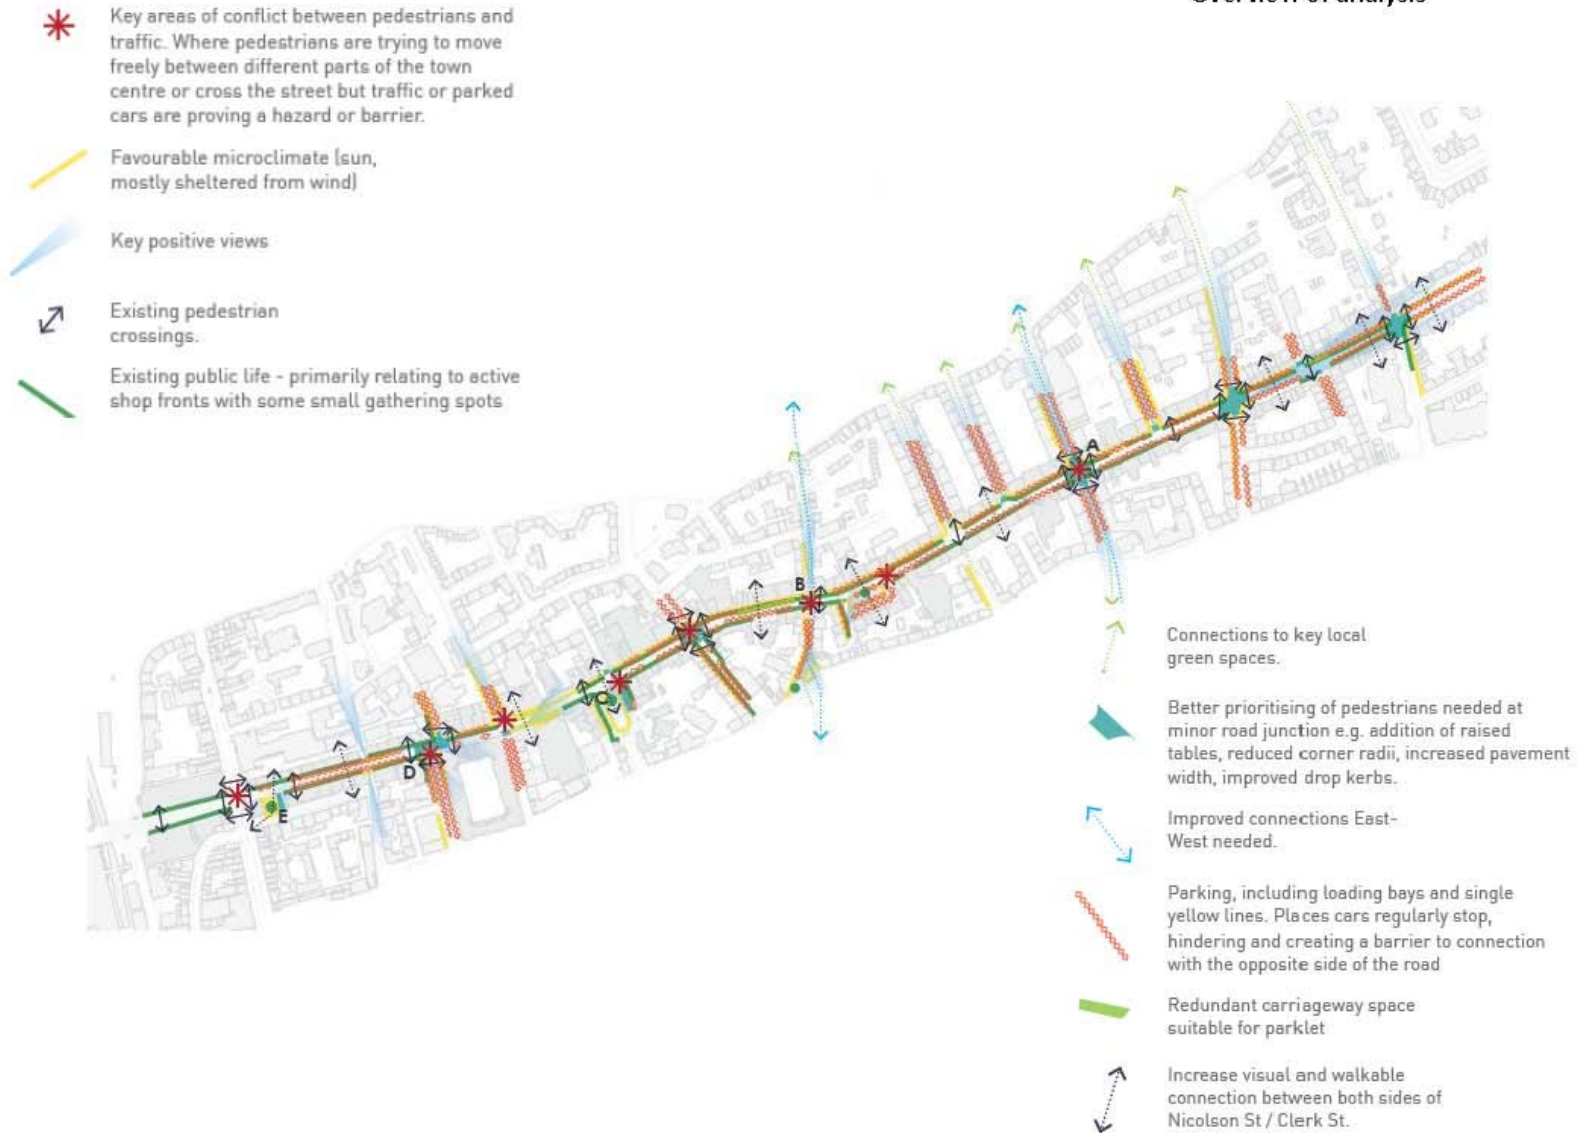 Overview of analysis
Key areas of conflict between pedestrians and
traffic. Where pedestrians are trying to move
freely between different parts of the town
centre or cross the street but traffic or parked
cars are proving a hazard or barrier.
Favourable microclimate (sun,
mostly sheltered from wind)
Key positive views
Existing pedestrian
crossings.
Existing public life - primarily relating to active
shop fronts with some small gathering spots
A
B
C
D
E
Connections to key local
green spaces.
Better prioritising of pedestrians needed at
minor road junction e.g. addition of raised
tables, reduced corner radii, increased pavement
width, improved drop kerbs.
Improved connections East-
West needed.
Parking, including loading bays and single
yellow lines. Places cars regularly stop,
hindering and creating a barrier to connection
with the opposite side of the road
Redundant carriageway space
suitable for parklet
Increase visual and walkable
connection between both sides of
Nicolson St / Clerk St.